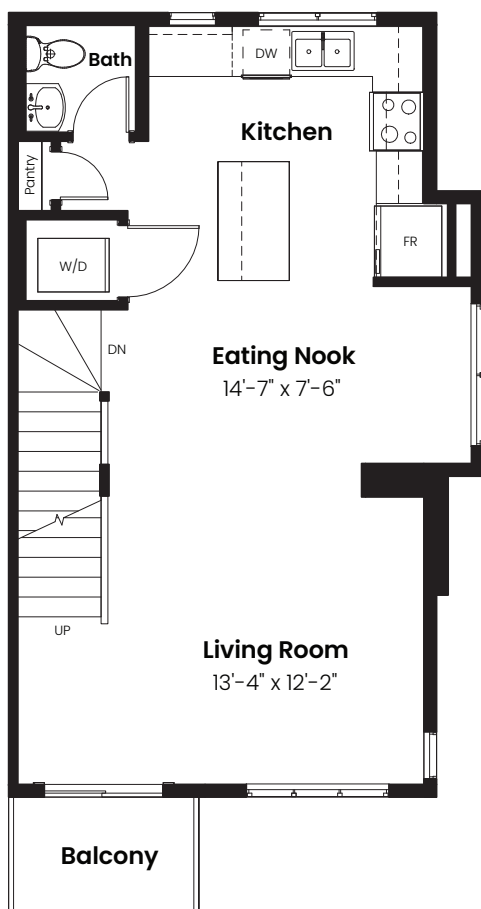 Bath
DW
Kitchen
Pantry
FR
W/D
DN
Eating Nook
14'-7" x 7'-6"
UP
Living Room
13'-4" x 12'-2"
Balcony